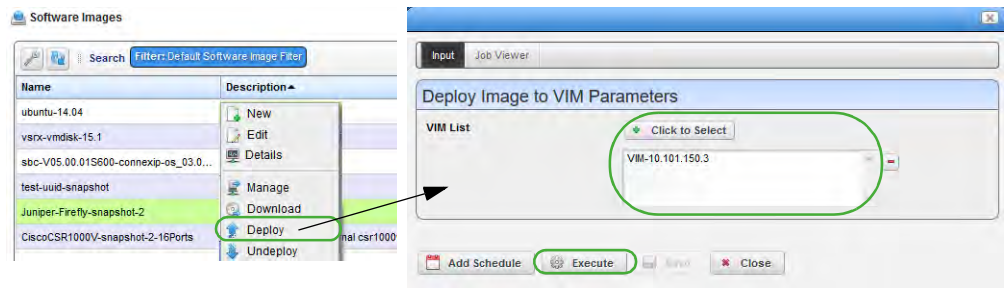 Software Images
Search Filter: Default Software Image Filter
Name Description
ubuntu-14.04
vsrx-vmdisk-15.1
sbc-V05.00.01S600-connexip-os_03.0...
test-uuid-snapshot
Juniper-Firefly-snapshot-2
CiscoCSR1000V-snapshot-2-16Ports
nal csr1000
New
Edit
Details
Manage
Download
Deploy
Undeploy
Input Job Viewer
Deploy Image to VIM Parameters
VIM List
Click to Select
VIM-10.101.150.3
Add Schedule Execute Save Close